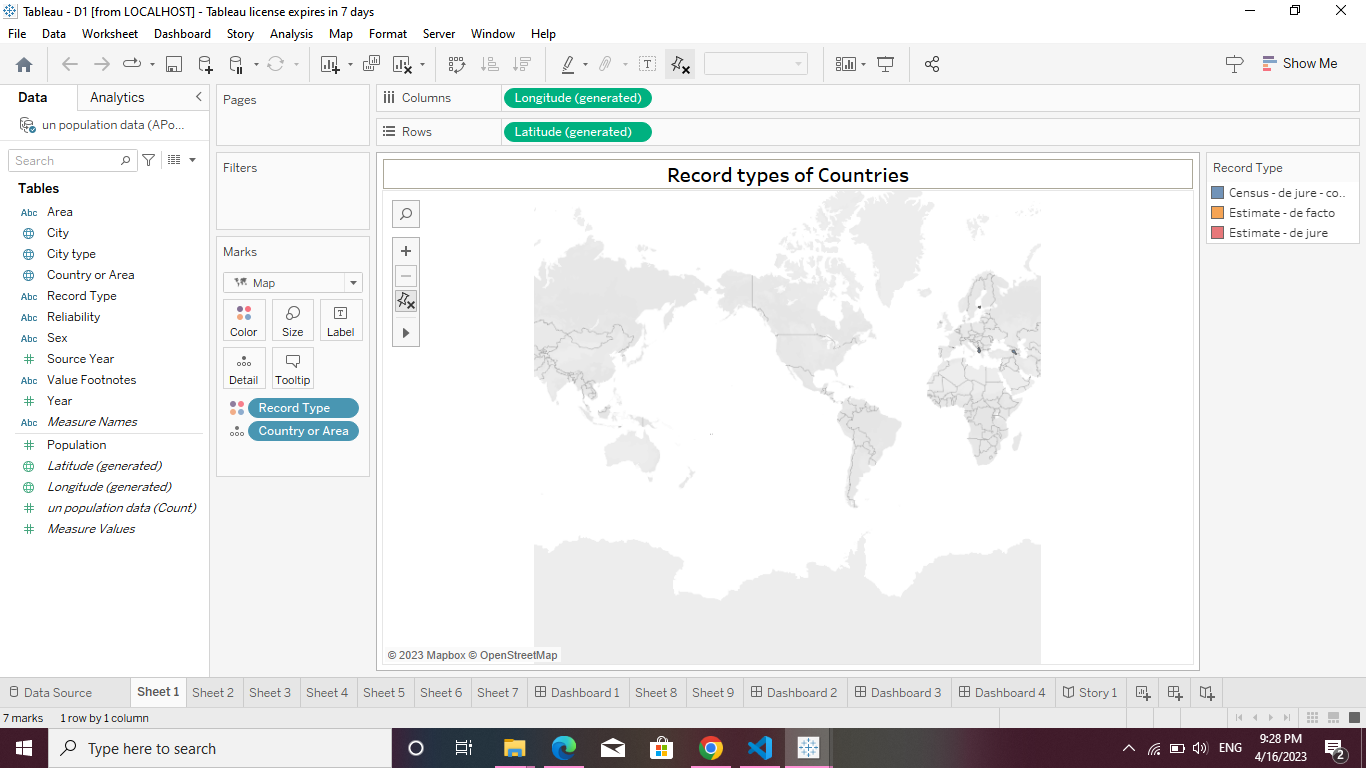 Tableau - D1 [from LOCALHOST] - Tableau license expires in 7 days
File Data Worksheet Dashboard Story Analysis Map Format Server Window Help
Show Me
Data Analytics
un population data (APo...
Search
Tables
Abc Area
City
City type
Country or Area
Abc Record Type
Abc Reliability
Abc Sex
Source Year
Abc Value Footnotes
Year
Abc Measure Names
Population
Latitude (generated)
Longitude (generated)
un population data (Count)
Measure Values
Pages
Filters
Marks
Map
Color Size Label
Detail Tooltip
Record Type
Country or Area
Columns Longitude (generated)
Rows Latitude (generated)
Record types of Countries
© 2023 Mapbox © OpenStreetMap
Record Type
Census - de jure - co..
Estimate - de facto
Estimate - de jure
Data Source Sheet 1 Sheet 2 Sheet 3 Sheet 4 Sheet 5 Sheet 6 Sheet 7 Dashboard 1 Sheet 8 Sheet 9 Dashboard 2 Dashboard 3 Dashboard 4 Story 1
7 marks 1 row by 1 column
Type here to search
ENG
9:28 PM
4/16/2023
2